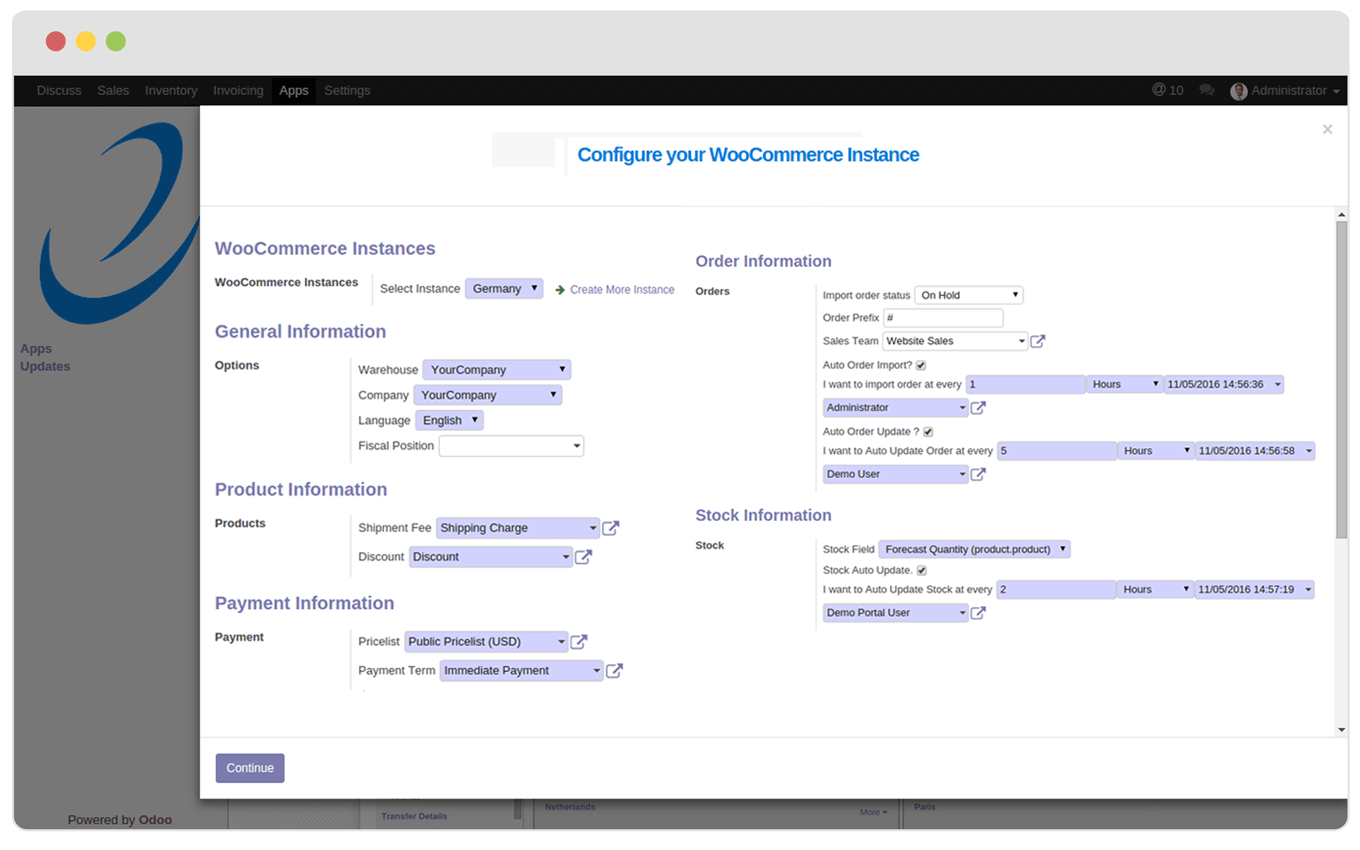 Discuss Sales Inventory Invoicing Apps Settings @ 10 Administrator
×
Configure your WooCommerce Instance
Apps
Updates
WooCommerce Instances
WooCommerce Instances Select Instance Germany Create More Instance
General Information
Options
Warehouse YourCompany
Company YourCompany
Language English
Fiscal Position
Product Information
Products
Shipment Fee Shipping Charge
Discount Discount
Payment Information
Payment
Pricelist Public Pricelist (USD)
Payment Term Immediate Payment
Order Information
Orders
Import order status On Hold
Order Prefix #
Sales Team Website Sales
Auto Order Import?
I want to import order at every 1 Hours 11/05/2016 14:56:36
Administrator
Auto Order Update ?
I want to Auto Update Order at every 5 Hours 11/05/2016 14:56:58
Demo User
Stock Information
Stock
Stock Field Forecast Quantity (product.product)
Stock Auto Update.
I want to Auto Update Stock at every 2 Hours 11/05/2016 14:57:19
Demo Portal User
Continue
Powered by Odoo
Transfer Details
Netherlands
More
Paris